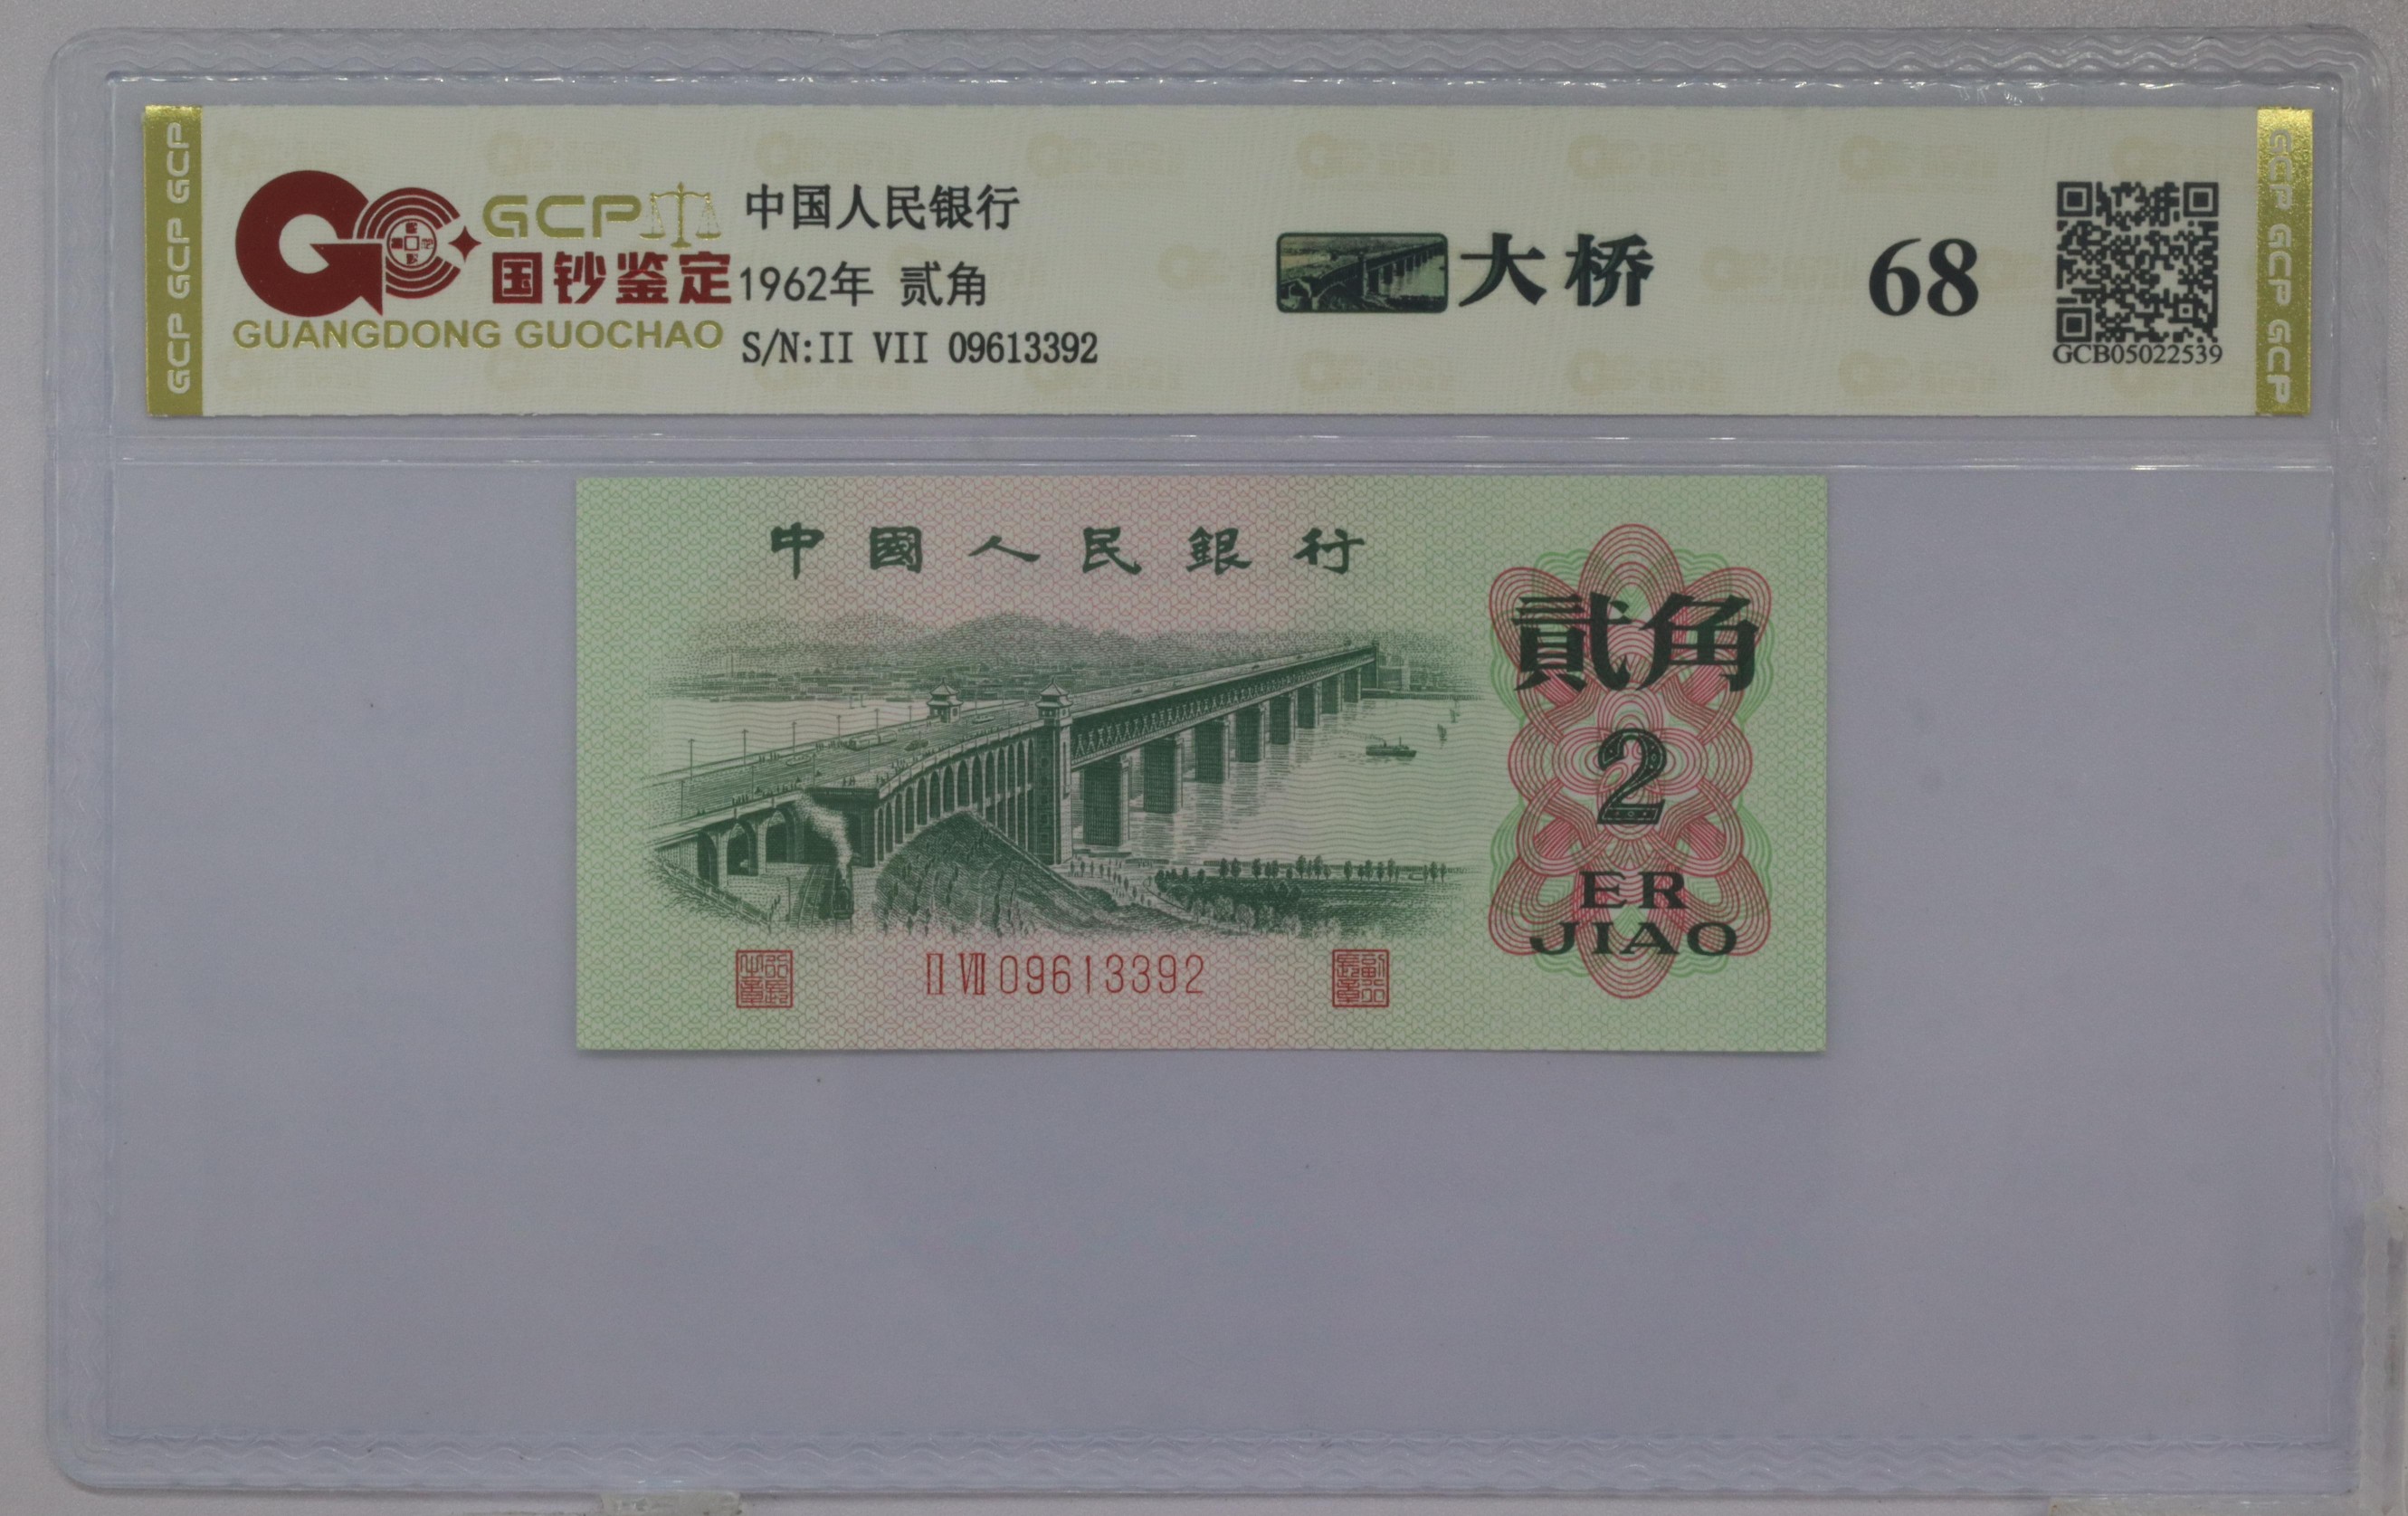 GCP GCP GCP
GCP
国钞鉴定
GUANGDONG GUOCHAO
中国人民银行
1962年 贰角
S/N:II VII 09613392
大桥
68
GCB05022539
GCP GCP GCP
中國人民銀行
貳角
2
ER
JIAO
II VII 09613392